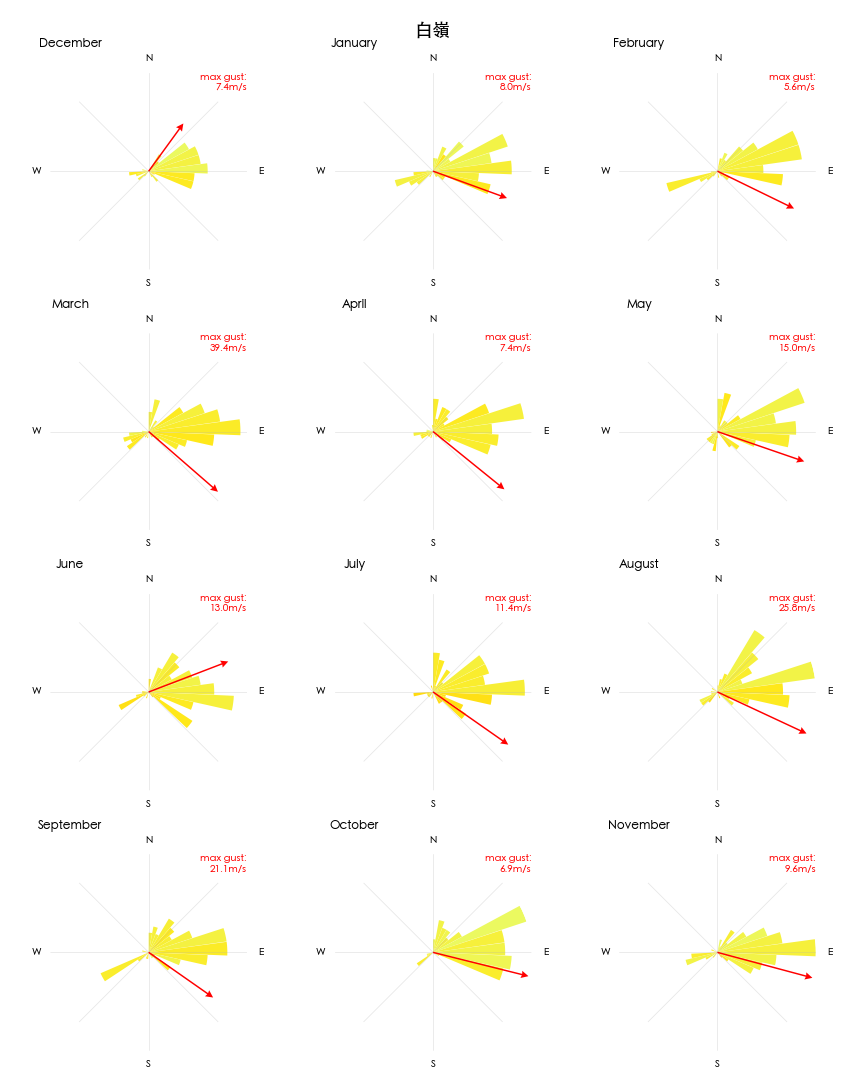 白嶺
December
N
max gust:
7.4m/s
W
E
S
January
N
max gust:
8.0m/s
W
E
S
February
N
max gust:
5.6m/s
W
E
S
March
N
max gust:
39.4m/s
W
E
S
April
N
max gust:
7.4m/s
W
E
S
May
N
max gust:
15.0m/s
W
E
S
June
N
max gust:
13.0m/s
W
E
S
July
N
max gust:
11.4m/s
W
E
S
August
N
max gust:
25.8m/s
W
E
S
September
N
max gust:
21.1m/s
W
E
S
October
N
max gust:
6.9m/s
W
E
S
November
N
max gust:
9.6m/s
W
E
S